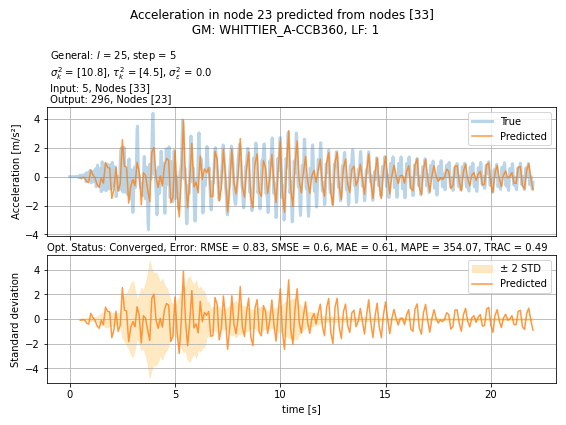 Acceleration in node 23 predicted from nodes [33]
GM: WHITTIER_A-CCB360, LF: 1
General: l = 25, step = 5
σ²ₖ = [10.8], τ²ₖ = [4.5], σ²ε = 0.0
Input: 5, Nodes [33]
Output: 296, Nodes [23]
True
Predicted
Acceleration [m/s²]
4
2
0
−2
−4
Opt. Status: Converged, Error: RMSE = 0.83, SMSE = 0.6, MAE = 0.61, MAPE = 354.07, TRAC = 0.49
± 2 STD
Predicted
Standard deviation
4
2
0
−2
−4
0 5 10 15 20
time [s]